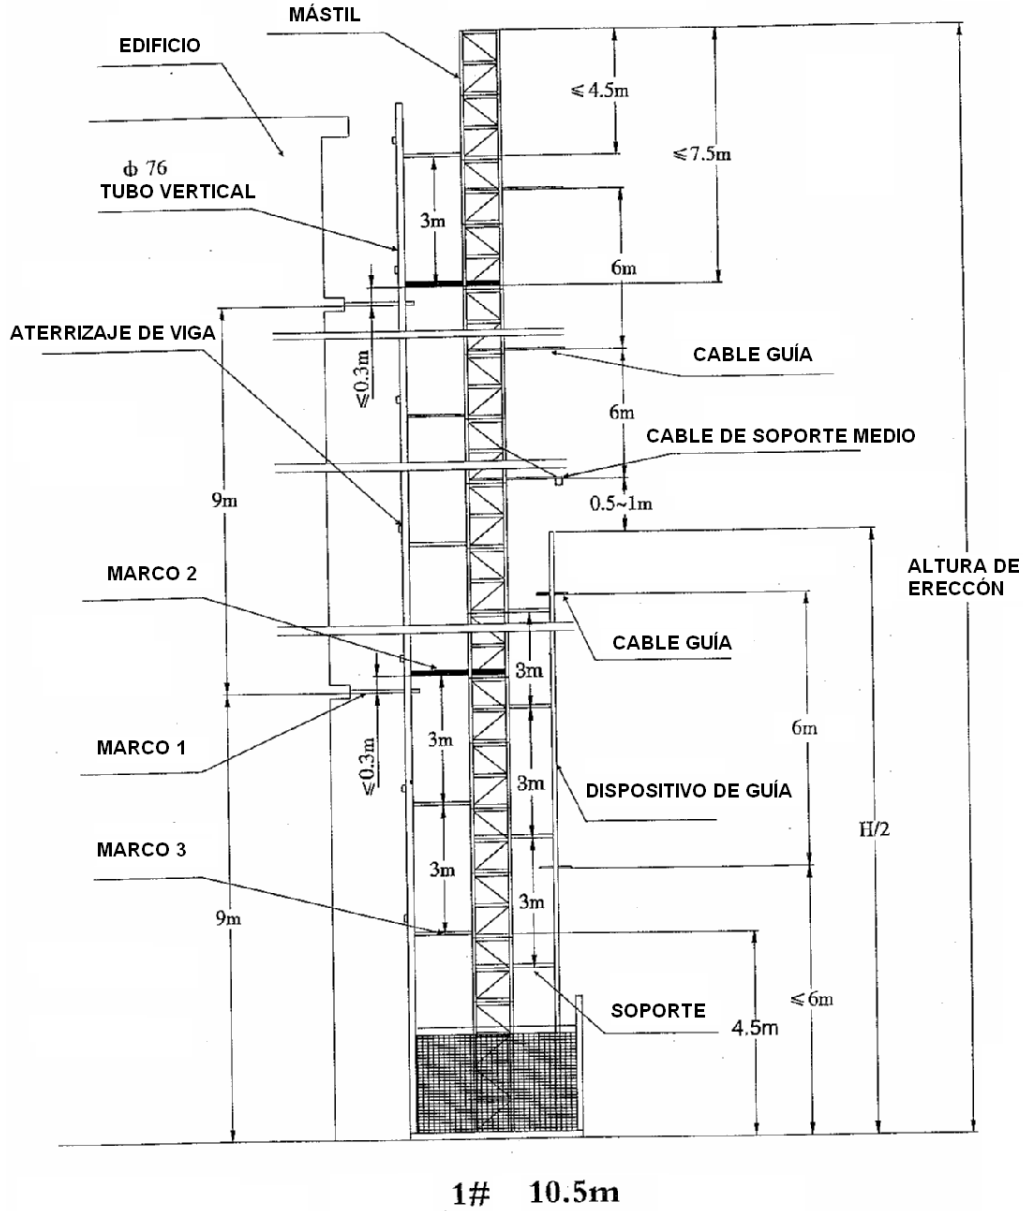 MÁSTIL
EDIFICIO
≤ 4.5m
≤7.5m
ф 76
TUBO VERTICAL
3m
6m
ATERRIZAJE DE VIGA
CABLE GUÍA
≤0.3m
6m
CABLE DE SOPORTE MEDIO
9m
0.5~1m
MARCO 2
ALTURA DE
ERECCÓN
CABLE GUÍA
3m
6m
MARCO 1
3m
≤0.3m
3m
DISPOSITIVO DE GUÍA
H/2
MARCO 3
3m
3m
9m
≤ 6m
SOPORTE
4.5m
1# 10.5m